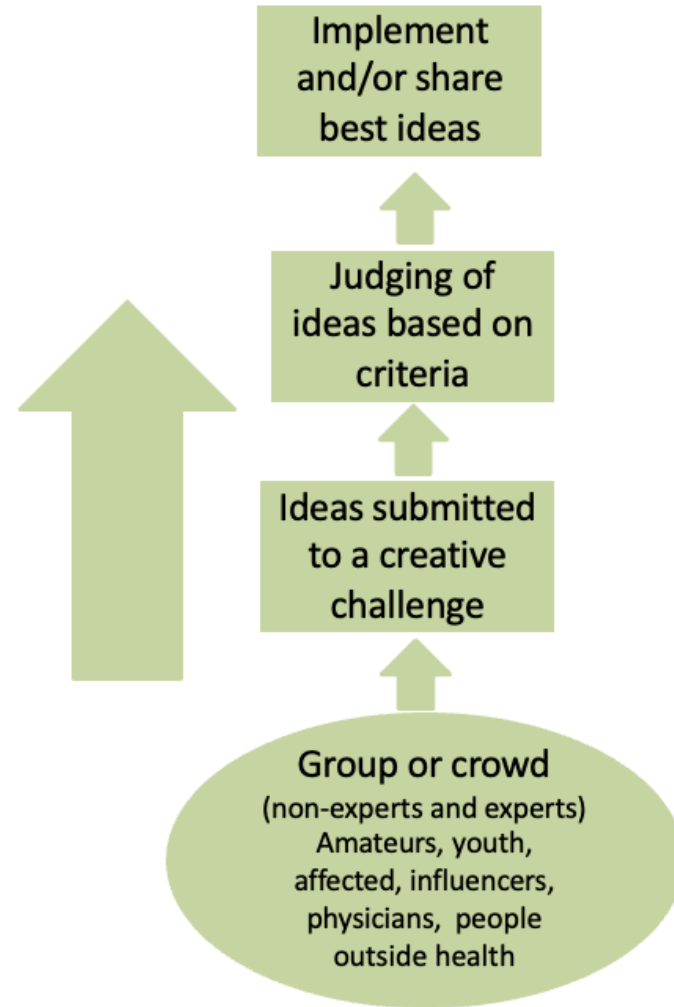 Implement
and/or share
best ideas
Judging of
ideas based on
criteria
Ideas submitted
to a creative
challenge
Group or crowd
(non-experts and experts)
Amateurs, youth,
affected, influencers,
physicians,  people
outside health